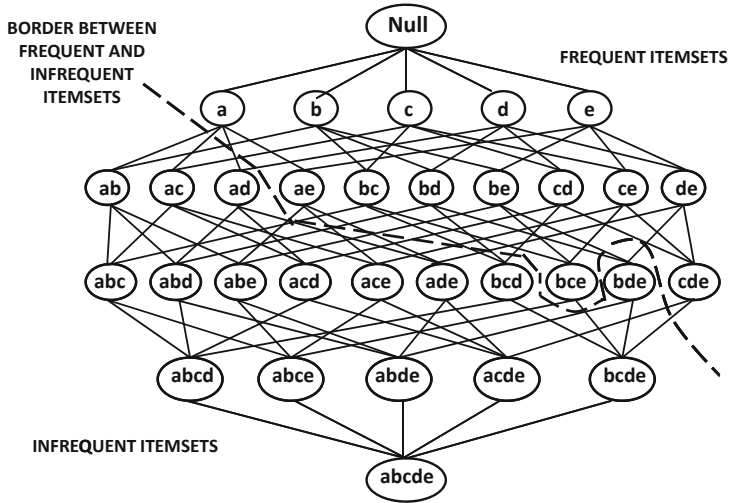 Null
BORDER BETWEEN
FREQUENT AND
INFREQUENT
ITEMSETS
FREQUENT ITEMSETS
a b c d e
ab ac ad ae bc bd be cd ce de
abc abd abe acd ace ade bcd bce bde cde
abcd abce abde acde bcde
INFREQUENT ITEMSETS
abcde